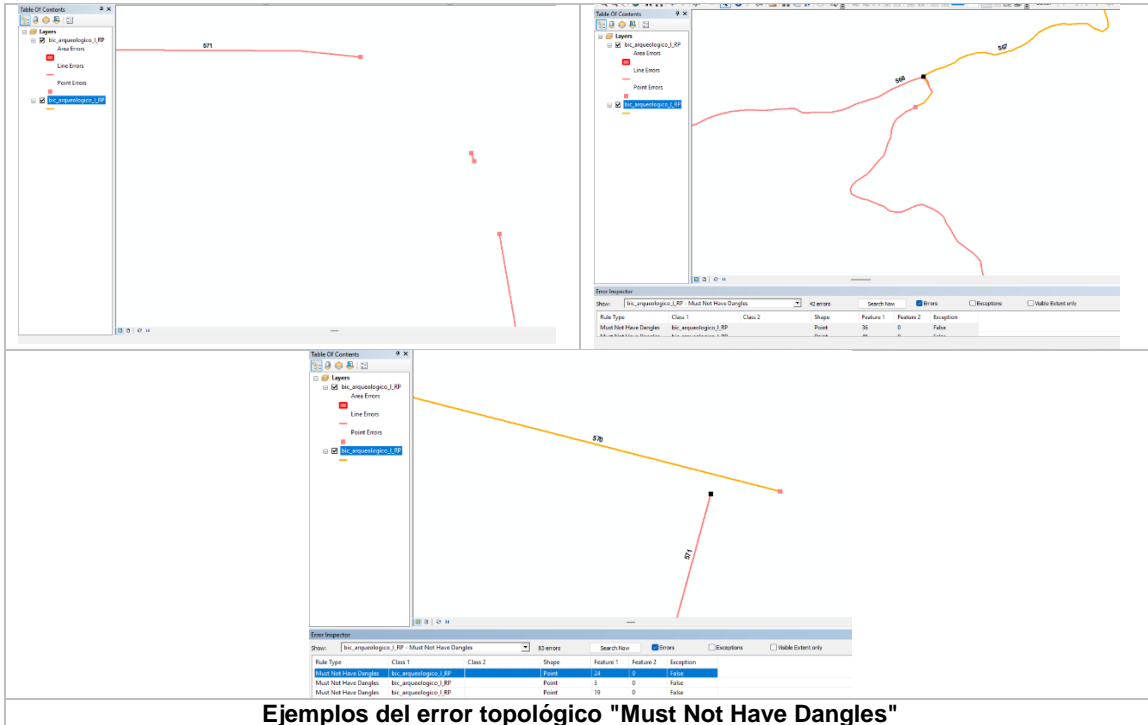 Table Of Contents
Layers
bic_arqueologico_l_RP
Area Errors
Line Errors
Point Errors
bic_arqueologico_l_RP
571
Table Of Contents
Layers
bic_arqueologico_l_RP
Area Errors
Line Errors
Point Errors
bic_arqueologico_l_RP
567
568
Error Inspector
Show: bic_arqueologico_l_RP - Must Not Have Dangles 42 errors Search Now Errors Exceptions Visible Extent only
Rule Type Class 1 Class 2 Shape Feature 1 Feature 2 Exception
Must Not Have Dangles bic_arqueologico_l_RP Point 36 0 False
Table Of Contents
Layers
bic_arqueologico_l_RP
Area Errors
Line Errors
Point Errors
bic_arqueologico_l_RP
570
571
Error Inspector
Show: bic_arqueologico_l_RP - Must Not Have Dangles 83 errors Search Now Errors Exceptions Visible Extent only
Rule Type Class 1 Class 2 Shape Feature 1 Feature 2 Exception
Must Not Have Dangles bic_arqueologico_l_RP Point 24 0 False
Must Not Have Dangles bic_arqueologico_l_RP Point 0 False
Must Not Have Dangles bic_arqueologico_l_RP Point 19 0 False
Ejemplos del error topológico "Must Not Have Dangles"